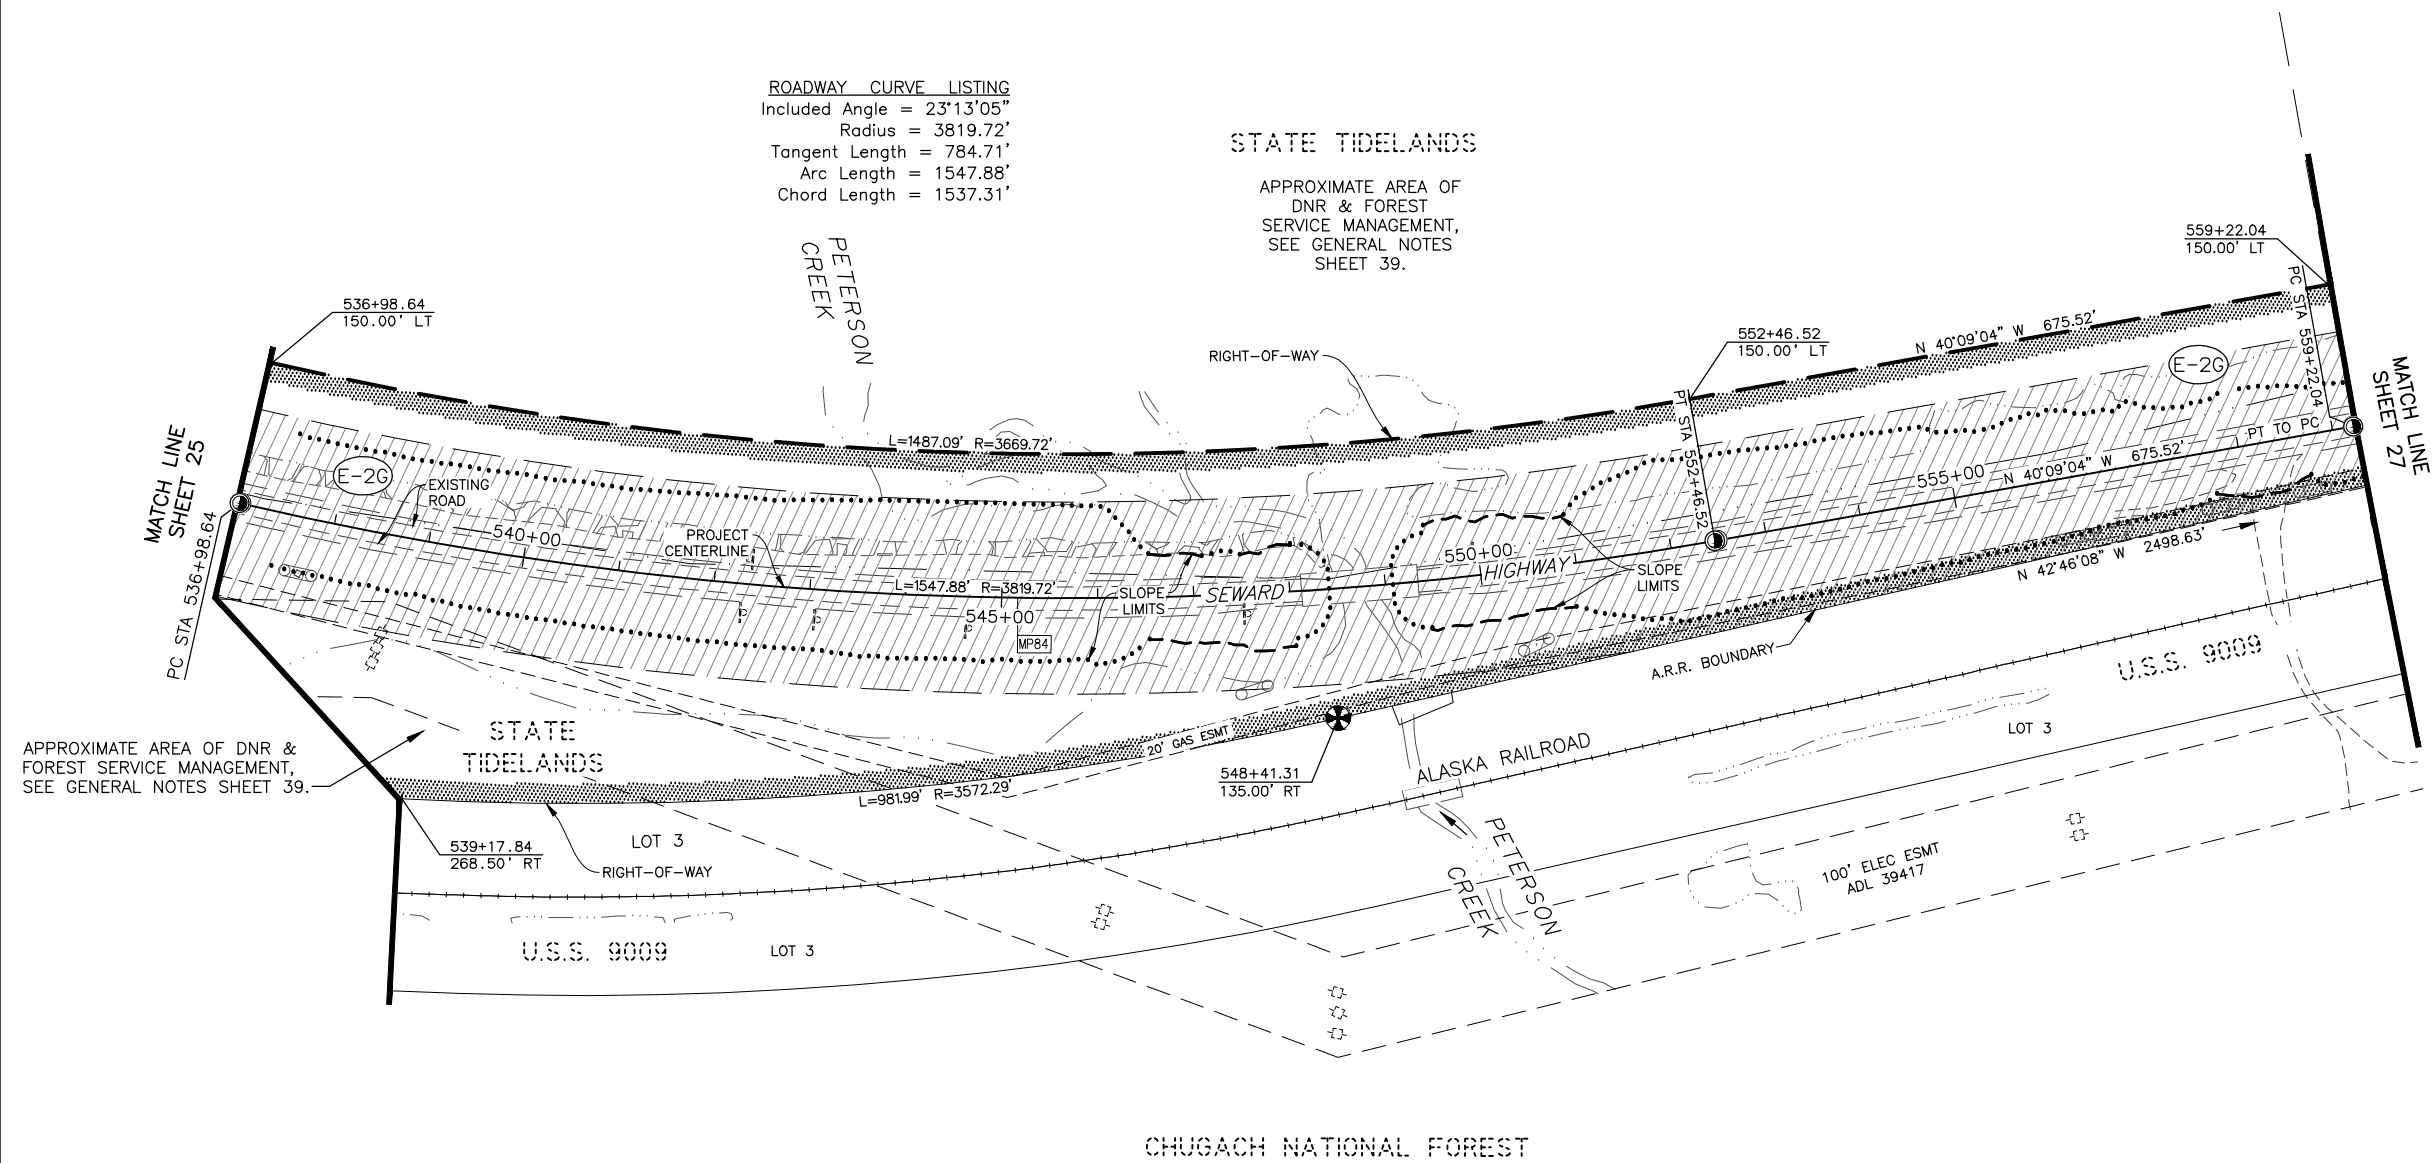 ROADWAY CURVE LISTING
Included Angle = 23°13'05"
Radius = 3819.72'
Tangent Length = 784.71'
Arc Length = 1547.88'
Chord Length = 1537.31'
STATE TIDELANDS
APPROXIMATE AREA OF
DNR & FOREST
SERVICE MANAGEMENT,
SEE GENERAL NOTES
SHEET 39.
PETERSON
CREEK
559+22.04
150.00' LT
536+98.64
150.00' LT
552+46.52
150.00' LT
RIGHT-OF-WAY
N 40°09'04" W 675.52'
PC STA 559+22.04
E-2G
MATCH LINE
SHEET 27
PT STA 552+46.52
L=1487.09' R=3669.72'
MATCH LINE
SHEET 25
PC STA 536+98.64
E-2G
EXISTING
ROAD
540+00
PROJECT
CENTERLINE
L=1547.88' R=3819.72'
545+00
MP84
SLOPE
LIMITS
SEWARD
HIGHWAY
550+00
SLOPE
LIMITS
555+00
N 40°09'04" W 675.52'
PT TO PC
N 42°46'08" W 2498.63'
A.R.R. BOUNDARY
U.S.S. 9009
LOT 3
STATE
TIDELANDS
APPROXIMATE AREA OF DNR &
FOREST SERVICE MANAGEMENT,
SEE GENERAL NOTES SHEET 39.
20' GAS ESMT
L=981.99' R=3572.29'
548+41.31
135.00' RT
ALASKA RAILROAD
539+17.84
268.50' RT
LOT 3
RIGHT-OF-WAY
PETERSON
CREEK
100' ELEC ESMT
ADL 39417
U.S.S. 9009
LOT 3
CHUGACH NATIONAL FOREST